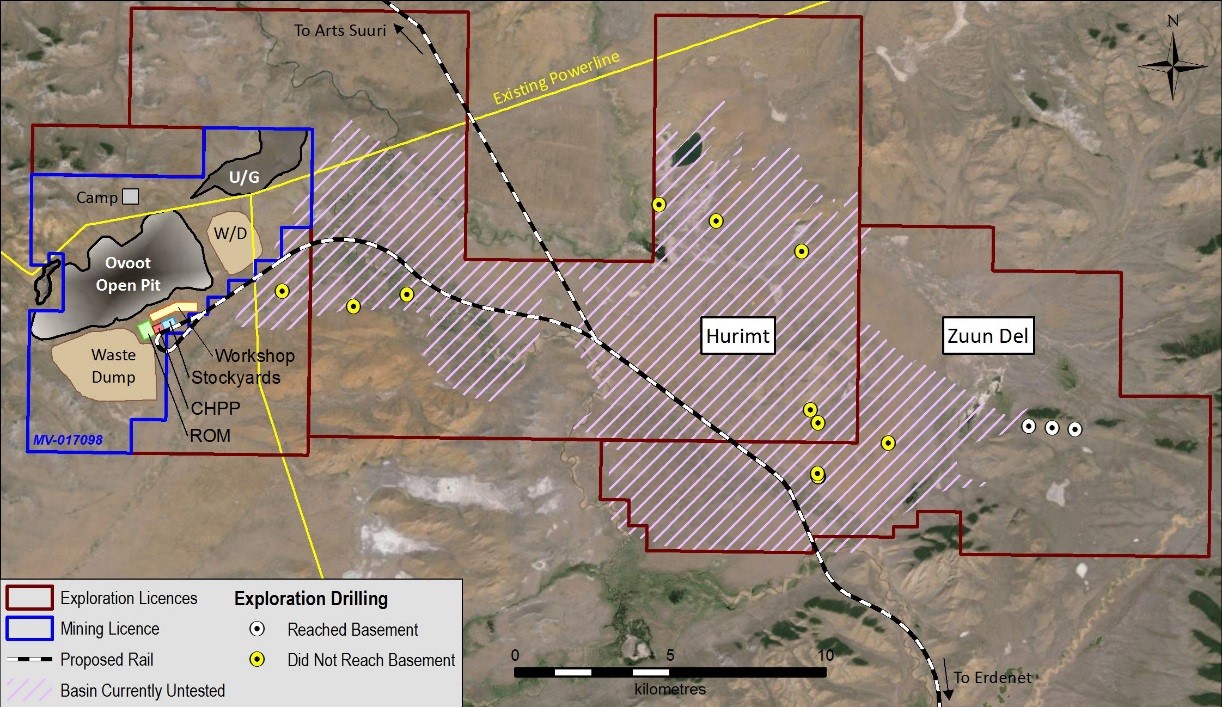 N
To Arts Suuri
Existing Powerline
U/G
Camp
W/D
Ovoot
Open Pit
Hurimt
Zuun Del
Waste
Dump
Workshop
Stockyards
CHPP
ROM
MV-017098
Exploration Licences
Mining Licence
Proposed Rail
Basin Currently Untested
Exploration Drilling
Reached Basement
Did Not Reach Basement
0 5 10
kilometres
To Erdenet